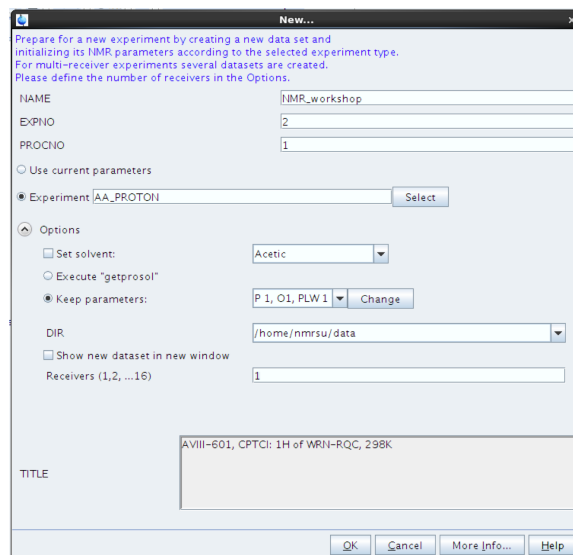 New...
Prepare for a new experiment by creating a new data set and
initializing its NMR parameters according to the selected experiment type.
For multi-receiver experiments several datasets are created.
Please define the number of receivers in the Options.
NAME NMR_workshop
EXPNO 2
PROCNO 1
Use current parameters
Experiment AA_PROTON Select
Options
Set solvent: Acetic
Execute "getprosol"
Keep parameters: P 1, O1, PLW 1 Change
DIR /home/nmrsu/data
Show new dataset in new window
Receivers (1,2, ...16) 1
AVIII-601, CPTCI: 1H of WRN-RQC, 298K
TITLE
OK Cancel More Info... Help